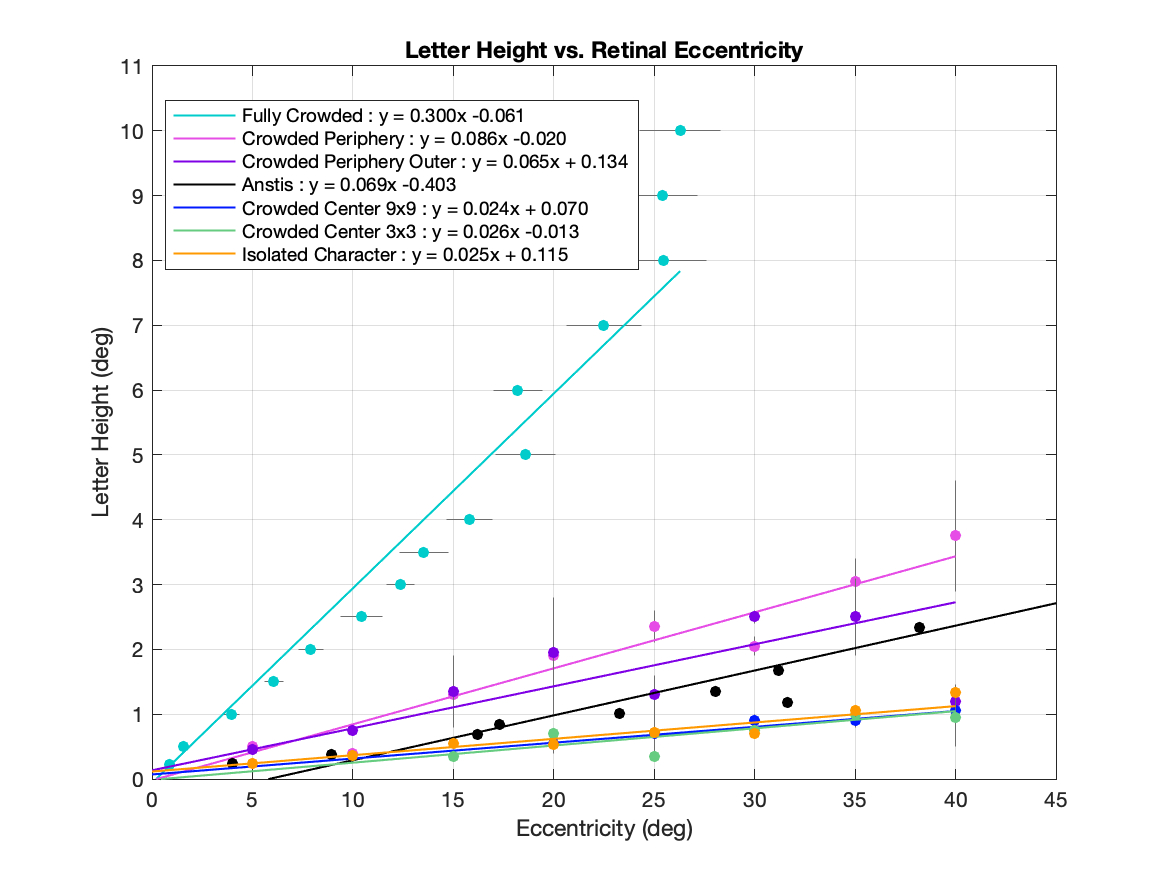 Letter Height vs. Retinal Eccentricity
11
10
9
8
7
6
5
4
3
2
1
0
Letter Height (deg)
Fully Crowded : y = 0.300x -0.061
Crowded Periphery : y = 0.086x -0.020
Crowded Periphery Outer : y = 0.065x + 0.134
Anstis : y = 0.069x -0.403
Crowded Center 9x9 : y = 0.024x + 0.070
Crowded Center 3x3 : y = 0.026x -0.013
Isolated Character : y = 0.025x + 0.115
0 5 10 15 20 25 30 35 40 45
Eccentricity (deg)